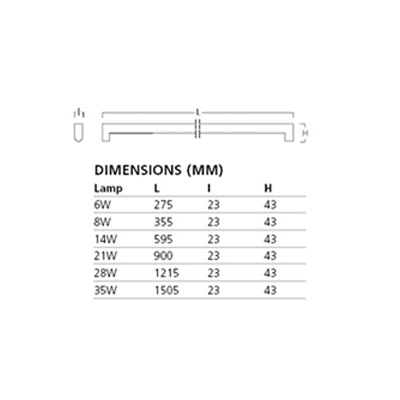 I L
H
DIMENSIONS (MM)
Lamp L I H
6W 275 23 43
8W 355 23 43
14W 595 23 43
21W 900 23 43
28W 1215 23 43
35W 1505 23 43